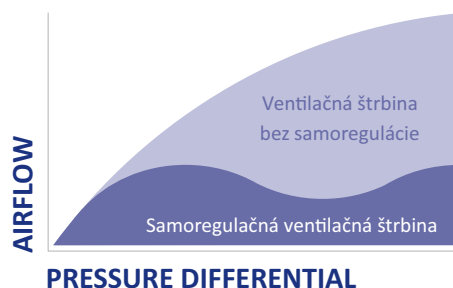 Ventilačná štrbina
bez samoregulácie
Samoregulačná ventilačná štrbina
AIRFLOW
PRESSURE DIFFERENTIAL